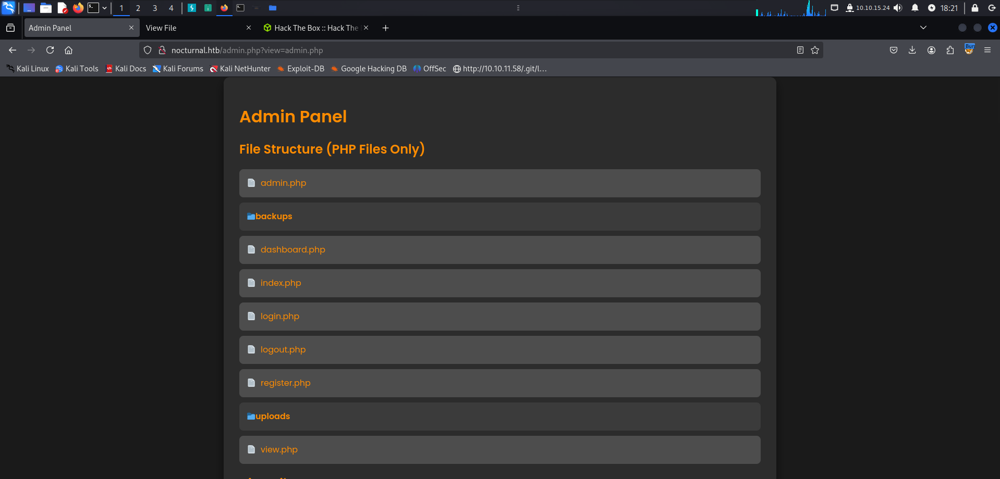 1 2 3 4 10.10.15.24 18:21
Admin Panel View File Hack The Box :: Hack The
nocturnal.htb/admin.php?view=admin.php
Kali Linux Kali Tools Kali Docs Kali Forums Kali NetHunter Exploit-DB Google Hacking DB OffSec http://10.10.11.58/.git/l…
Admin Panel
File Structure (PHP Files Only)
admin.php
backups
dashboard.php
index.php
login.php
logout.php
register.php
uploads
view.php